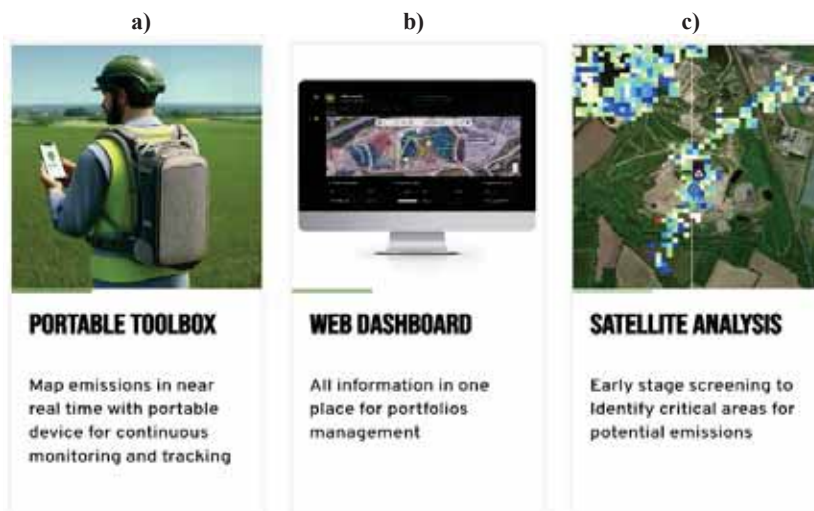 a)
b)
c)
PORTABLE TOOLBOX
Map emissions in near
real time with portable
device for continuous
monitoring and tracking
WEB DASHBOARD
All information in one
place for portfolios
management
SATELLITE ANALYSIS
Early stage screening to
Identify critical areas for
potential emissions